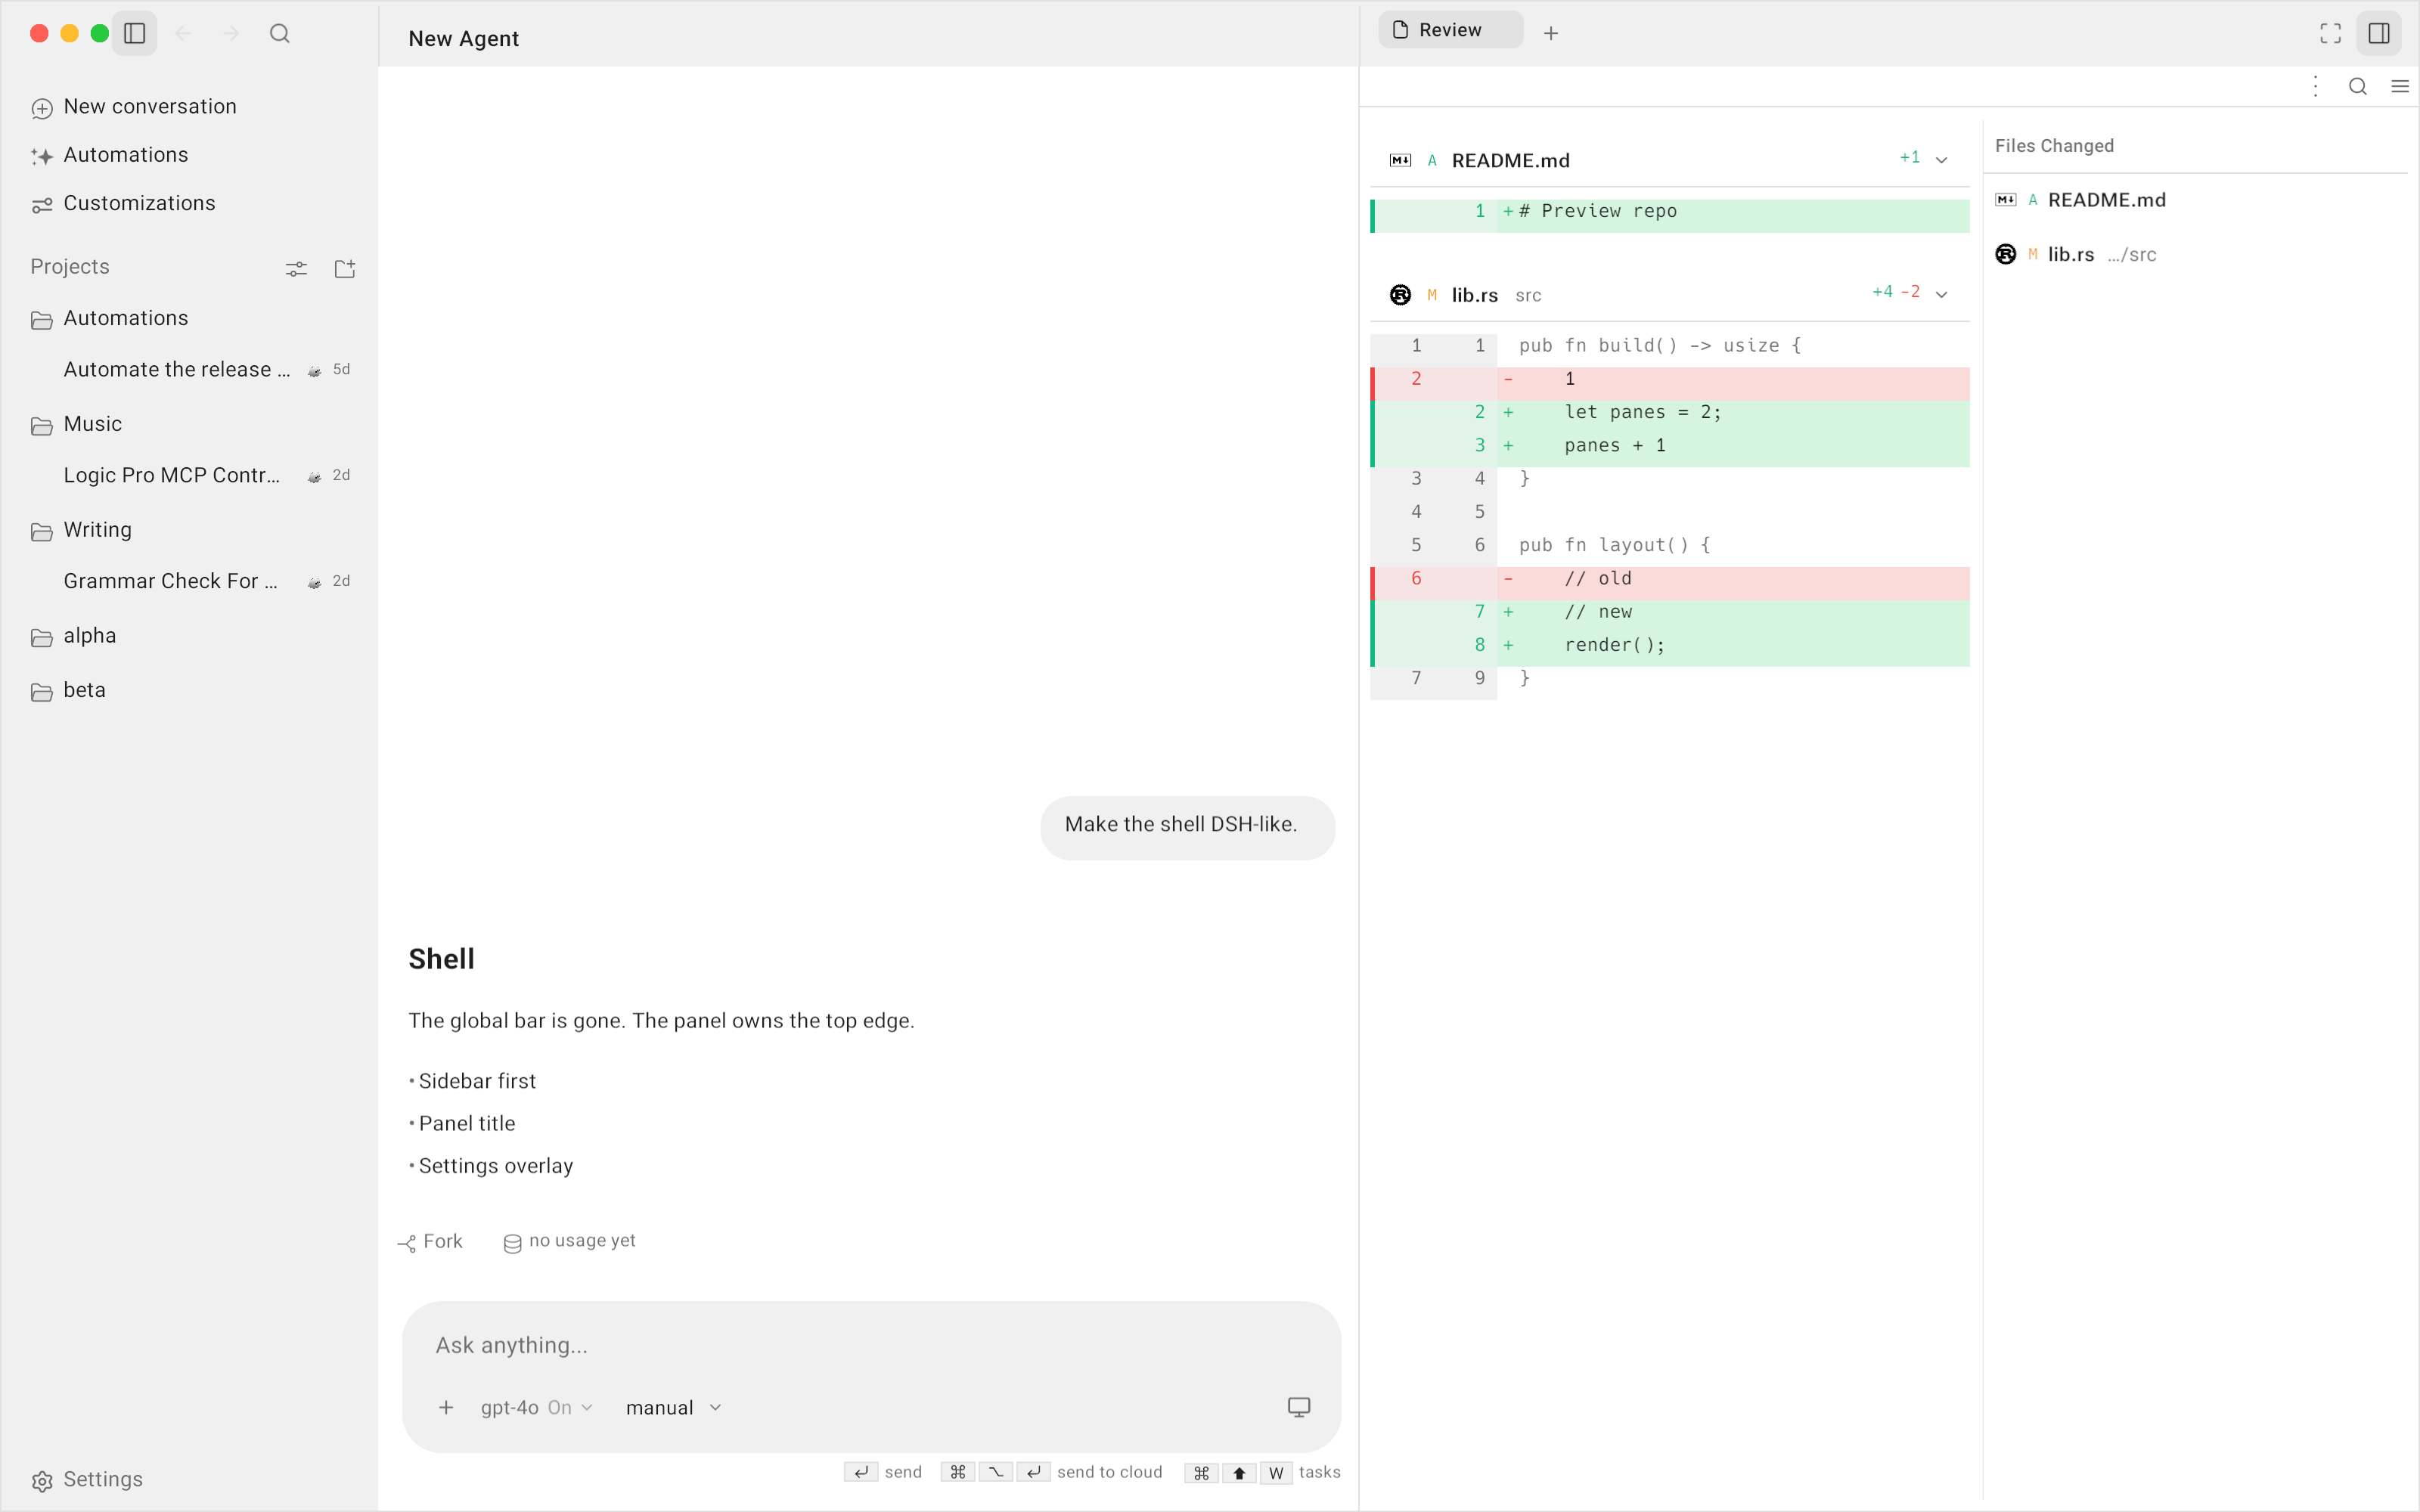 New Agent
Review
New conversation
Automations
Customizations
Projects
Automations
Automate the release ... 5d
Music
Logic Pro MCP Contr... 2d
Writing
Grammar Check For ... 2d
alpha
beta
Settings
Make the shell DSH-like.
Shell
The global bar is gone. The panel owns the top edge.
• Sidebar first
• Panel title
• Settings overlay
Fork no usage yet
Ask anything...
+ gpt-4o On manual
send ⌘ ⌥ send to cloud ⌘ W tasks
M↓ A README.md +1
1 + # Preview repo
R M lib.rs src +4 -2
1 1 pub fn build() -> usize {
2 - 1
2 + let panes = 2;
3 + panes + 1
3 4 }
4 5
5 6 pub fn layout() {
6 - // old
7 + // new
8 + render();
7 9 }
Files Changed
M↓ A README.md
R M lib.rs .../src